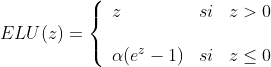 ELU(z) = { z si z > 0
α(e^z − 1) si z ≤ 0